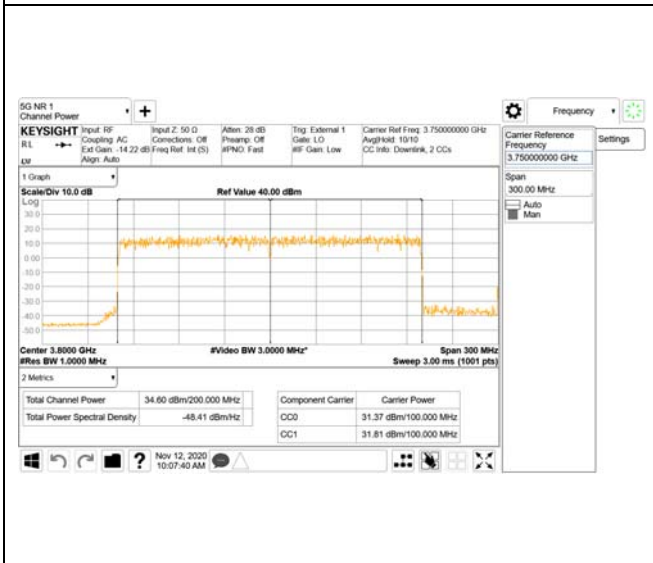 5G NR 1
Channel Power
+
Frequency
KEYSIGHT
RL
Input: RF
Coupling: AC
Ext Gain: -14.22 dB
Align: Auto
Input Z: 50 Ω
Corrections: Off
Freq Ref: Int (S)
Atten: 28 dB
Preamp: Off
#PNO: Fast
Trig: External 1
Gate: LO
#IF Gain: Low
Carrier Ref Freq: 3.750000000 GHz
Avg|Hold: 10/10
CC Info: Downlink, 2 CCs
Carrier Reference
Frequency
3.750000000 GHz
Settings
Span
300.00 MHz
Auto
Man
1 Graph
Scale/Div 10.0 dB
Ref Value 40.00 dBm
Log
30.0
20.0
10.0
0.00
-10.0
-20.0
-30.0
-40.0
-50.0
Center 3.8000 GHz
#Video BW 3.0000 MHz*
Span 300 MHz
#Res BW 1.0000 MHz
Sweep 3.00 ms (1001 pts)
2 Metrics
Total Channel Power 34.60 dBm/200.000 MHz
Total Power Spectral Density -48.41 dBm/Hz
Component Carrier Carrier Power
CC0 31.37 dBm/100.000 MHz
CC1 31.81 dBm/100.000 MHz
?
Nov 12, 2020
10:07:40 AM